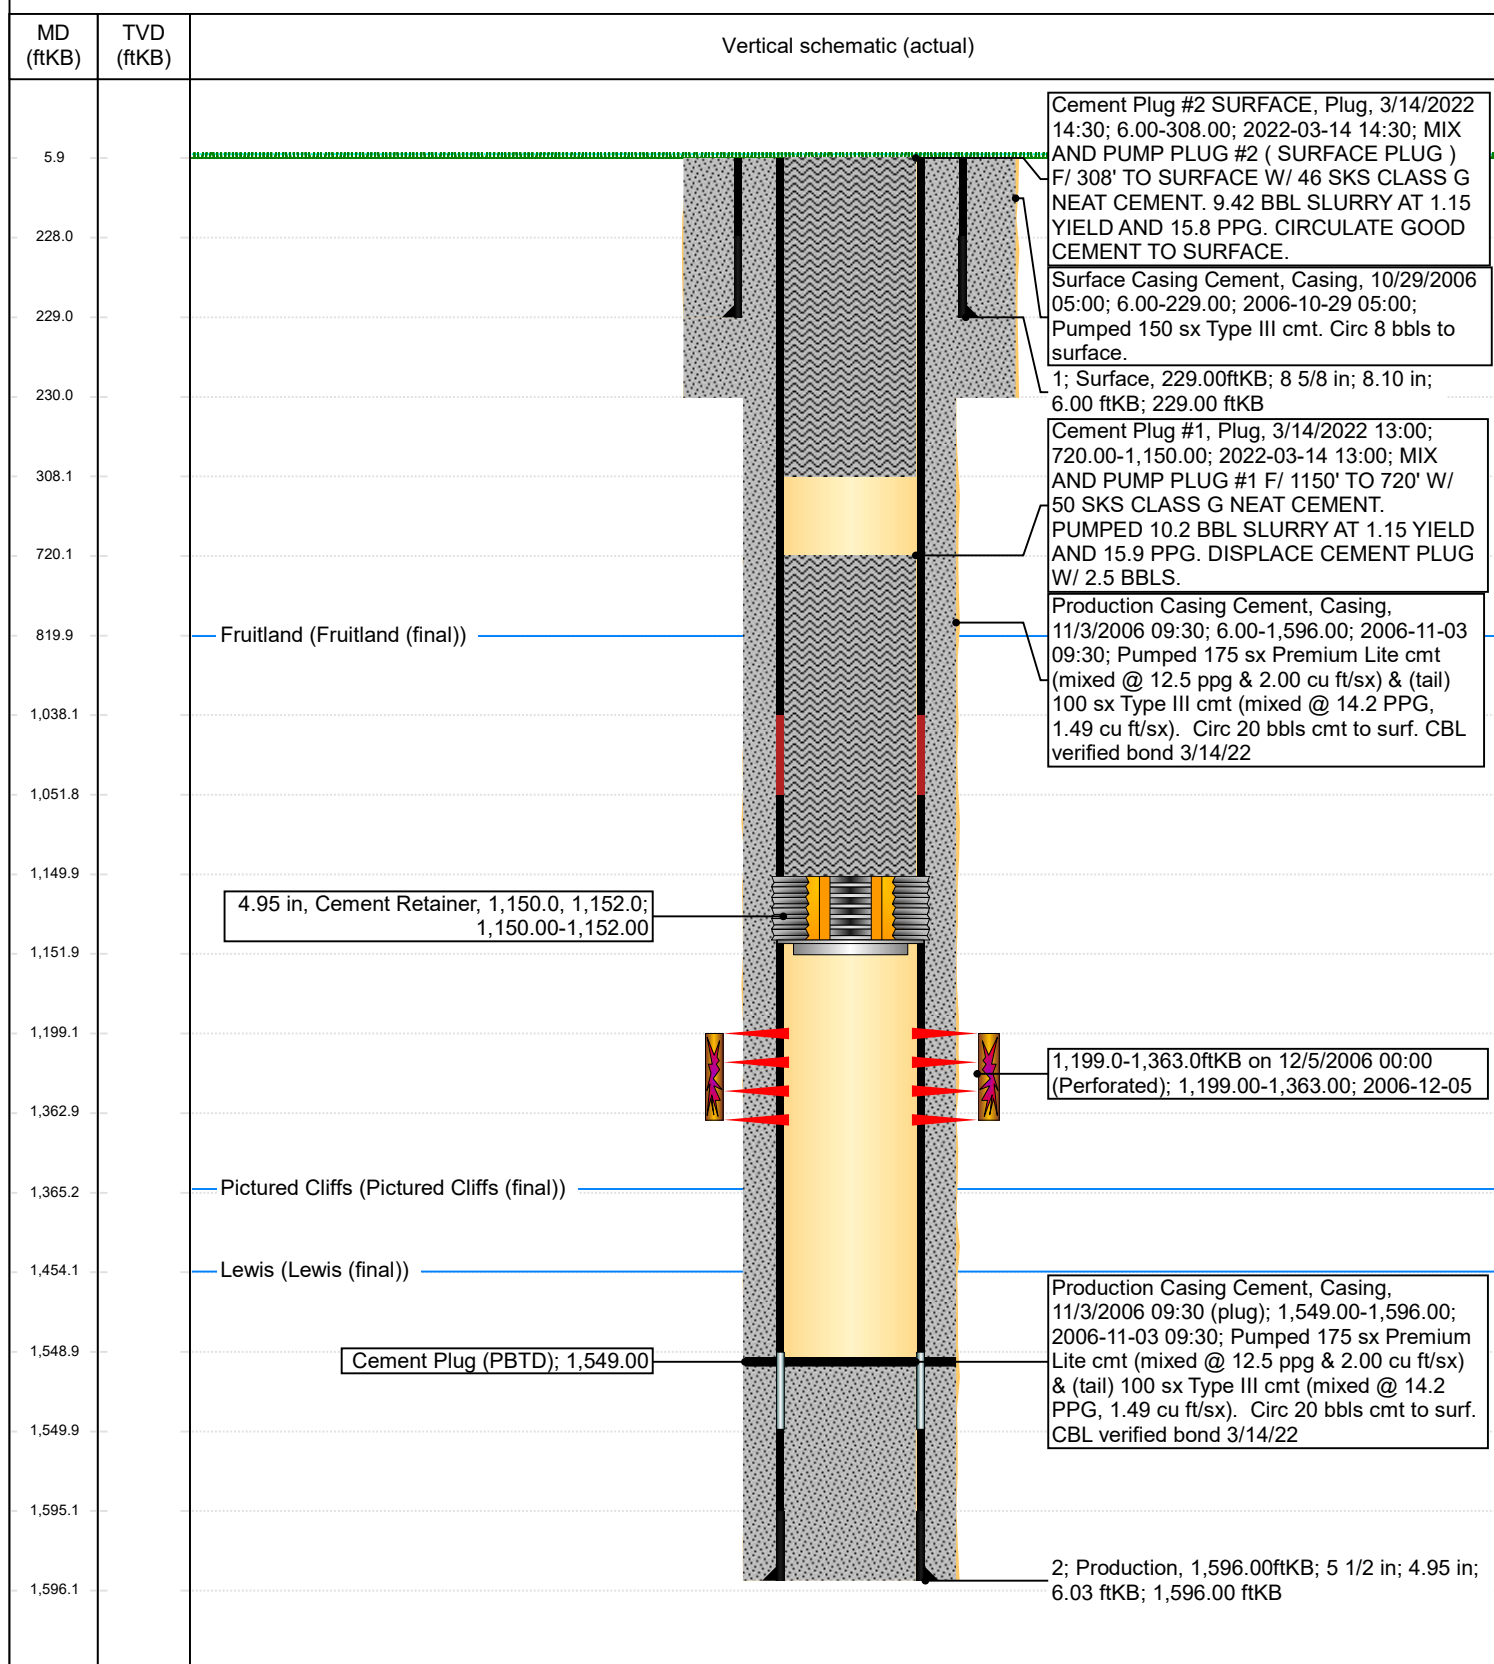 MD
(ftKB)
TVD
(ftKB)
Vertical schematic (actual)
5.9
228.0
229.0
230.0
308.1
720.1
819.9
1,038.1
1,051.8
1,149.9
1,151.9
1,199.1
1,362.9
1,365.2
1,454.1
1,548.9
1,549.9
1,595.1
1,596.1
Cement Plug #2 SURFACE, Plug, 3/14/2022
14:30; 6.00-308.00; 2022-03-14 14:30; MIX
AND PUMP PLUG #2 ( SURFACE PLUG )
F/ 308' TO SURFACE W/ 46 SKS CLASS G
NEAT CEMENT. 9.42 BBL SLURRY AT 1.15
YIELD AND 15.8 PPG. CIRCULATE GOOD
CEMENT TO SURFACE.
Surface Casing Cement, Casing, 10/29/2006
05:00; 6.00-229.00; 2006-10-29 05:00;
Pumped 150 sx Type III cmt. Circ 8 bbls to
surface.
1; Surface, 229.00ftKB; 8 5/8 in; 8.10 in;
6.00 ftKB; 229.00 ftKB
Cement Plug #1, Plug, 3/14/2022 13:00;
720.00-1,150.00; 2022-03-14 13:00; MIX
AND PUMP PLUG #1 F/ 1150' TO 720' W/
50 SKS CLASS G NEAT CEMENT.
PUMPED 10.2 BBL SLURRY AT 1.15 YIELD
AND 15.9 PPG. DISPLACE CEMENT PLUG
W/ 2.5 BBLS.
Production Casing Cement, Casing,
11/3/2006 09:30; 6.00-1,596.00; 2006-11-03
09:30; Pumped 175 sx Premium Lite cmt
(mixed @ 12.5 ppg & 2.00 cu ft/sx) & (tail)
100 sx Type III cmt (mixed @ 14.2 PPG,
1.49 cu ft/sx).  Circ 20 bbls cmt to surf. CBL
verified bond 3/14/22
Fruitland (Fruitland (final))
4.95 in, Cement Retainer, 1,150.0, 1,152.0;
1,150.00-1,152.00
1,199.0-1,363.0ftKB on 12/5/2006 00:00
(Perforated); 1,199.00-1,363.00; 2006-12-05
Pictured Cliffs (Pictured Cliffs (final))
Lewis (Lewis (final))
Cement Plug (PBTD); 1,549.00
Production Casing Cement, Casing,
11/3/2006 09:30 (plug); 1,549.00-1,596.00;
2006-11-03 09:30; Pumped 175 sx Premium
Lite cmt (mixed @ 12.5 ppg & 2.00 cu ft/sx)
& (tail) 100 sx Type III cmt (mixed @ 14.2
PPG, 1.49 cu ft/sx).  Circ 20 bbls cmt to surf.
CBL verified bond 3/14/22
2; Production, 1,596.00ftKB; 5 1/2 in; 4.95 in;
6.03 ftKB; 1,596.00 ftKB